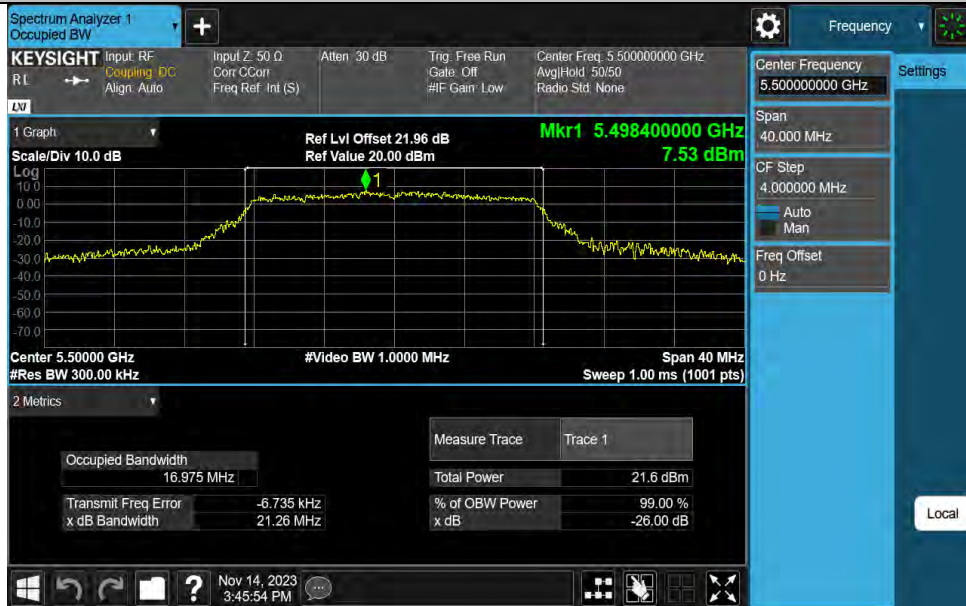 Spectrum Analyzer 1
Occupied BW
+
Frequency
KEYSIGHT
Input: RF
Coupling: DC
Align: Auto
Input Z: 50 Ω
Corr CCorr
Freq Ref: Int (S)
Atten: 30 dB
Trig: Free Run
Gate: Off
#IF Gain: Low
Center Freq: 5.500000000 GHz
Avg|Hold: 50/50
Radio Std: None
LXI
Center Frequency
5.500000000 GHz
Settings
Span
40.000 MHz
CF Step
4.000000 MHz
Auto
Man
Freq Offset
0 Hz
1 Graph
Scale/Div 10.0 dB
Ref Lvl Offset 21.96 dB
Ref Value 20.00 dBm
Mkr1 5.498400000 GHz
7.53 dBm
Log
10.0
0.00
-10.0
-20.0
-30.0
-40.0
-50.0
-60.0
-70.0
1
Center 5.50000 GHz
#Res BW 300.00 kHz
#Video BW 1.0000 MHz
Span 40 MHz
Sweep 1.00 ms (1001 pts)
2 Metrics
Measure Trace
Trace 1
Occupied Bandwidth
16.975 MHz
Total Power
21.6 dBm
Transmit Freq Error
-6.735 kHz
% of OBW Power
99.00 %
x dB Bandwidth
21.26 MHz
x dB
-26.00 dB
Local
?
Nov 14, 2023
3:45:54 PM